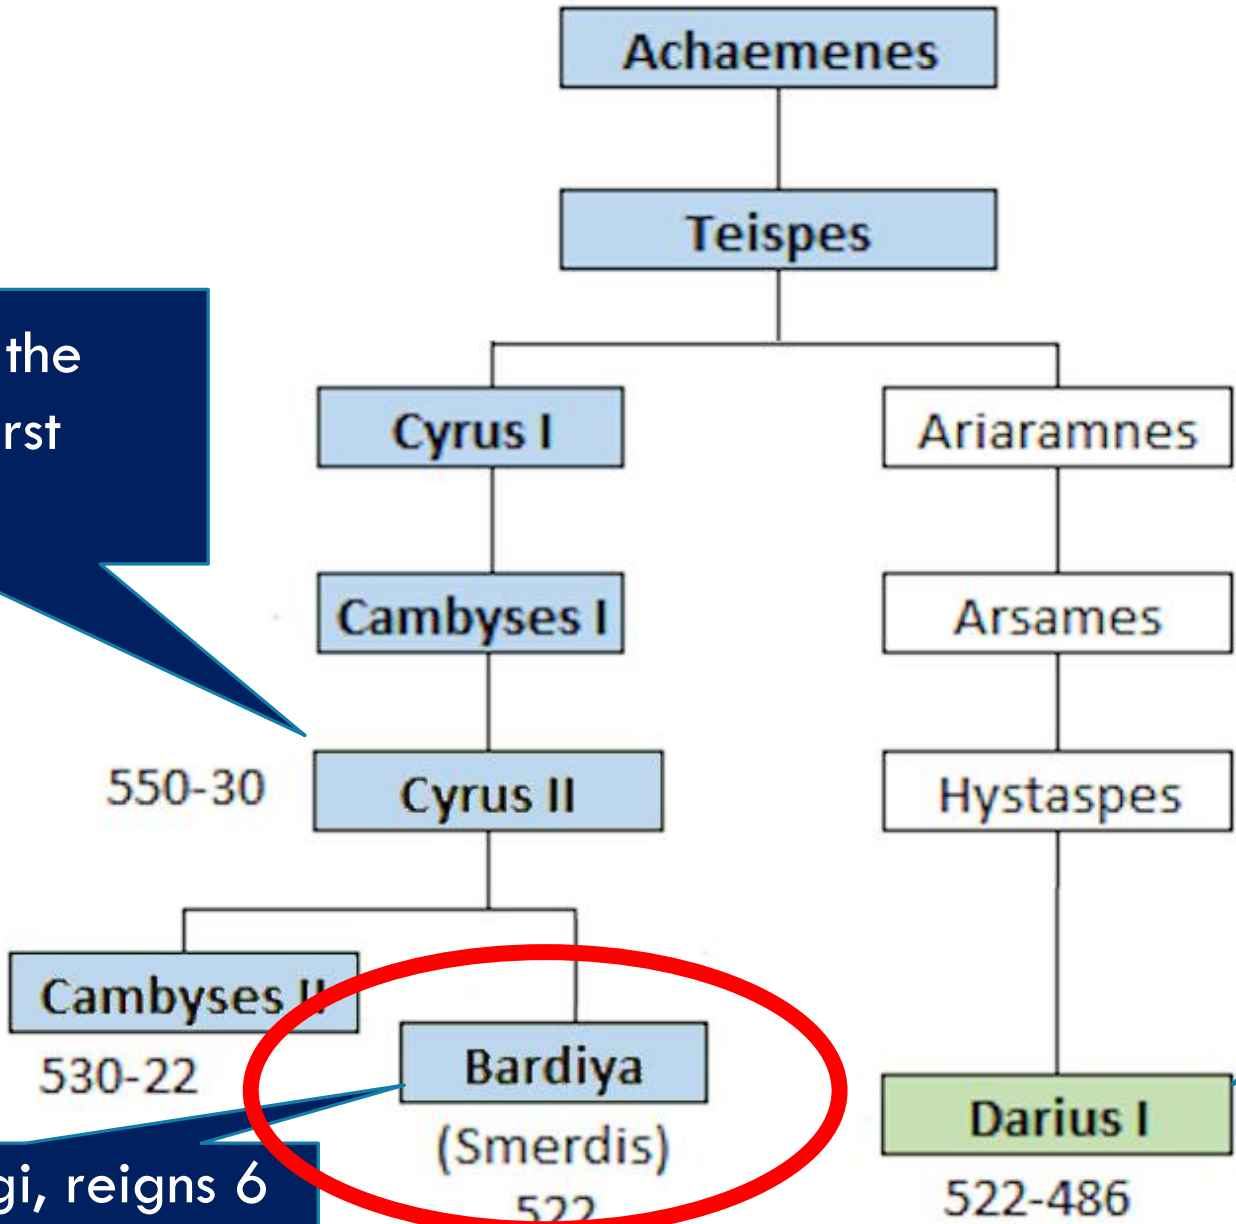 Achaemenes
Teispes
the
rst
Cyrus I
Ariaramnes
Cambyses I
Arsames
550-30
Cyrus II
Hystaspes
Cambyses II
530-22
Bardiya
(Smerdis)
522
Darius I
522-486
gi, reigns 6